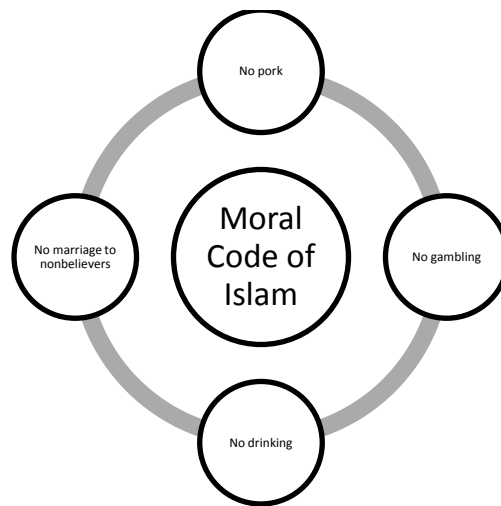 No pork
No marriage to
nonbelievers
Moral
Code of
Islam
No gambling
No drinking